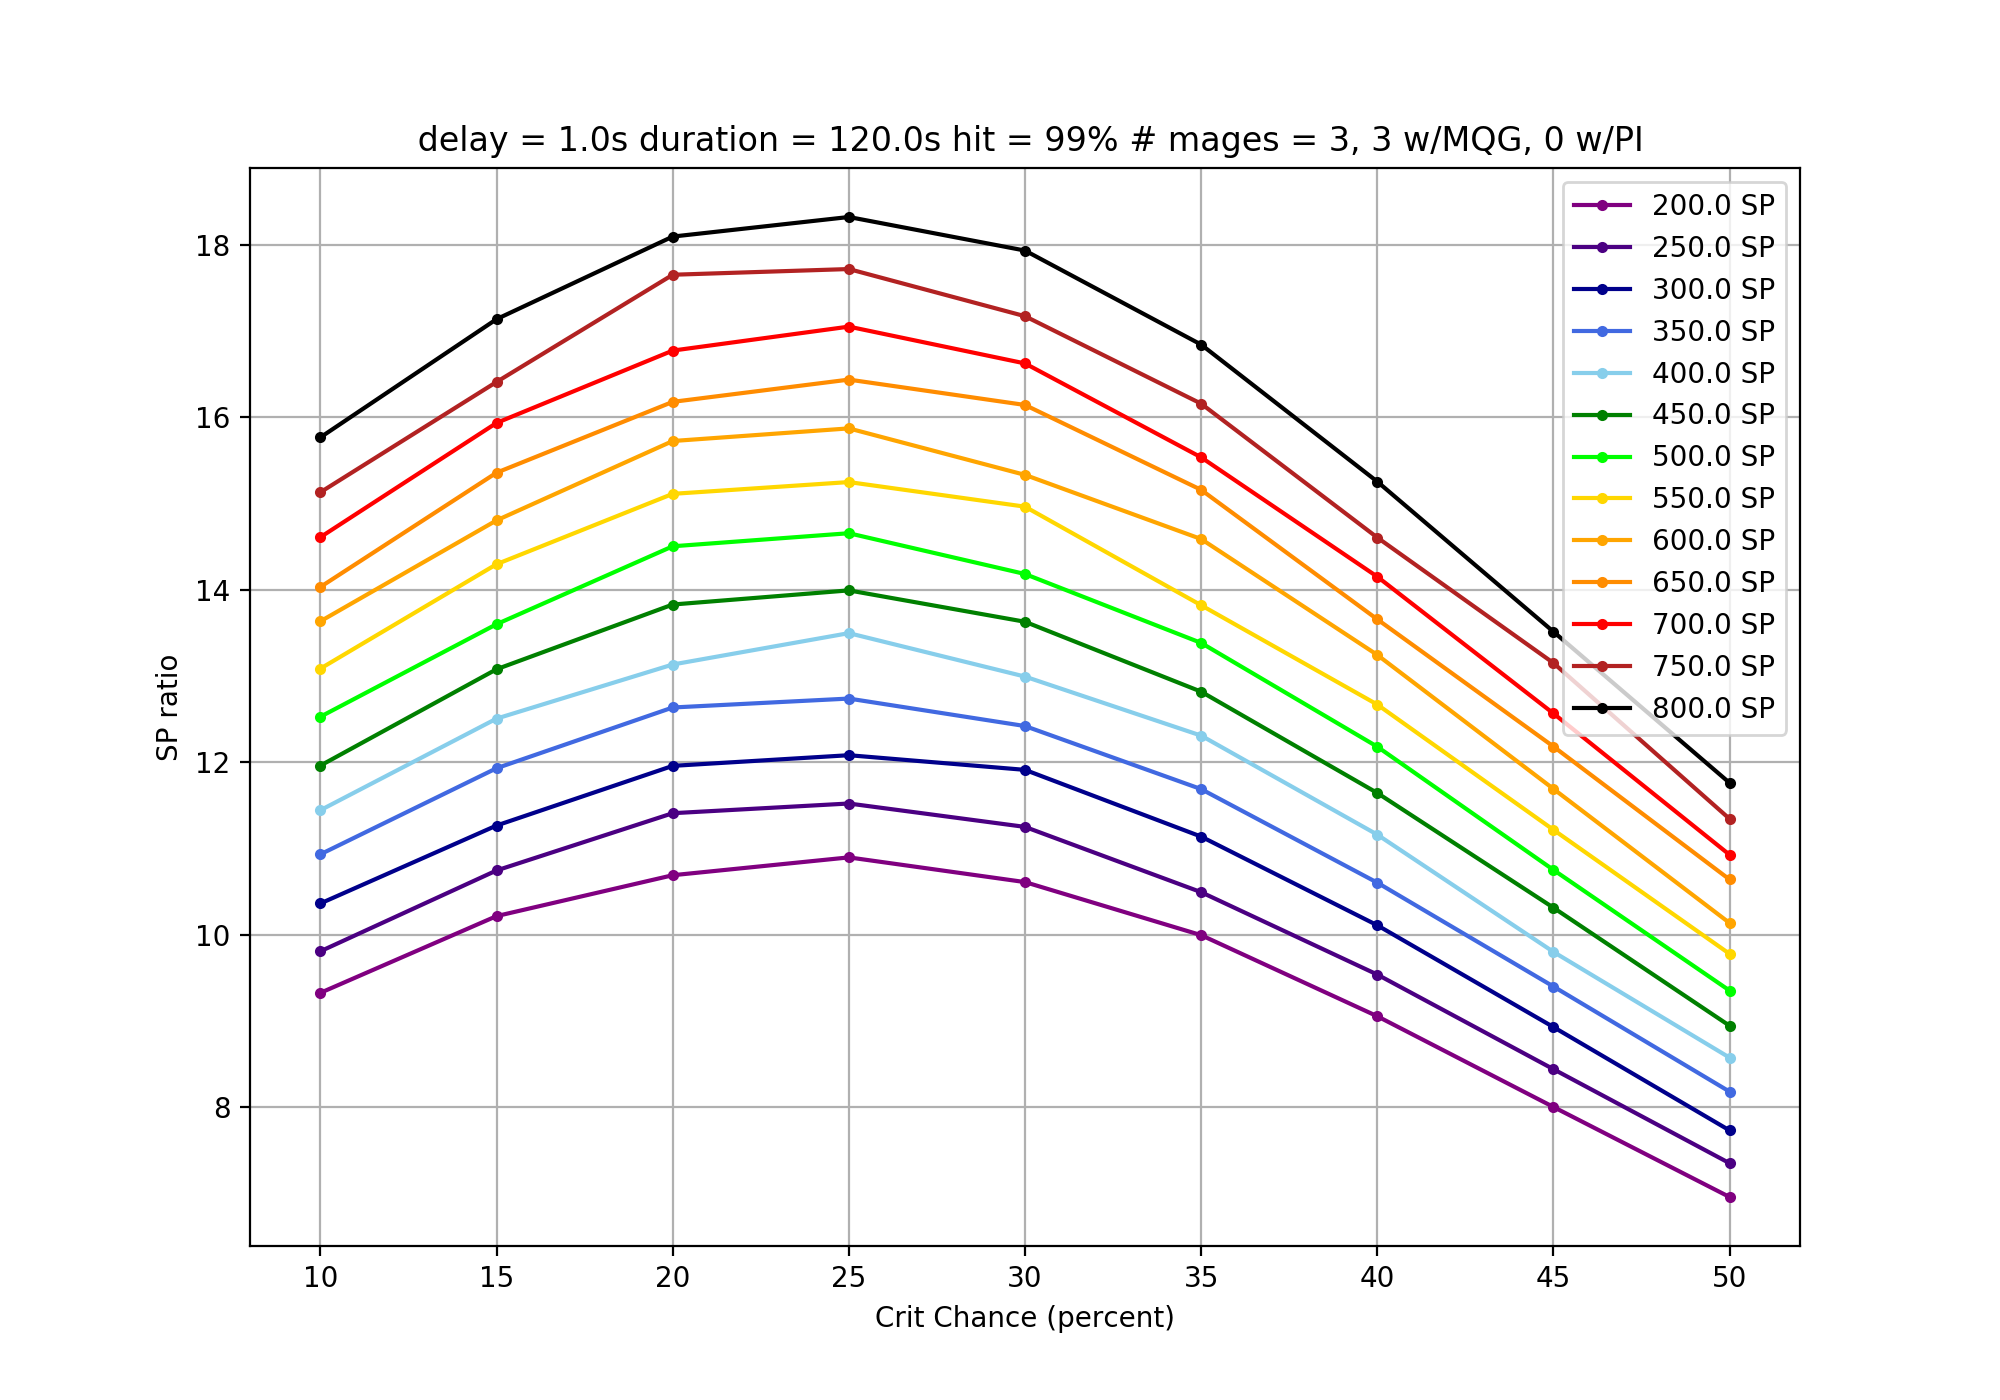 delay = 1.0s duration = 120.0s hit = 99% # mages = 3, 3 w/MQG, 0 w/PI
200.0 SP
250.0 SP
300.0 SP
350.0 SP
400.0 SP
450.0 SP
500.0 SP
550.0 SP
600.0 SP
650.0 SP
700.0 SP
750.0 SP
800.0 SP
18
16
14
12
10
8
SP ratio
10 15 20 25 30 35 40 45 50
Crit Chance (percent)